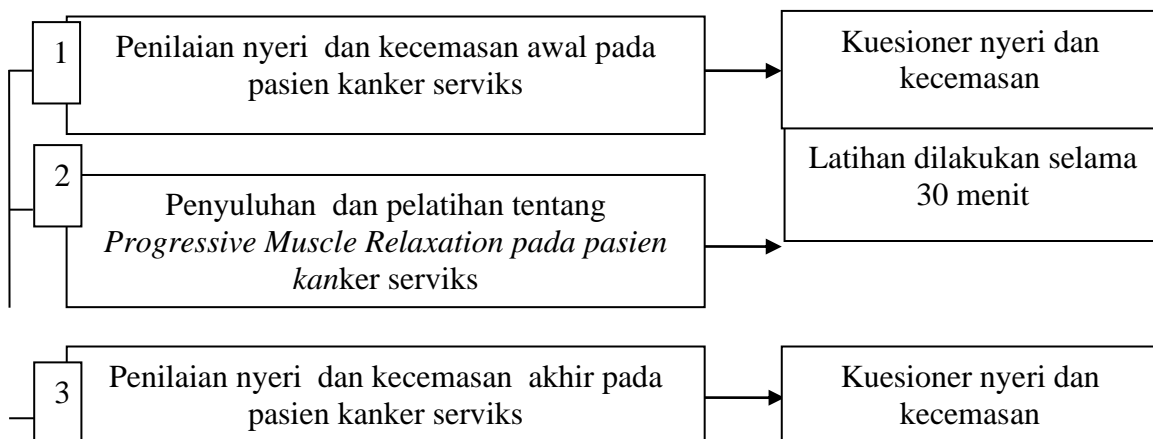 1
Penilaian nyeri dan kecemasan awal pada
pasien kanker serviks
Kuesioner nyeri dan
kecemasan
2
Penyuluhan dan pelatihan tentang
Progressive Muscle Relaxation pada pasien
kanker serviks
Latihan dilakukan selama
30 menit
3
Penilaian nyeri dan kecemasan akhir pada
pasien kanker serviks
Kuesioner nyeri dan
kecemasan